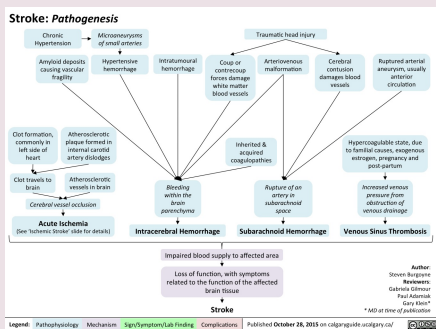 Stroke: Pathogenesis
Chronic
Hypertension
Microaneurysms
of small arteries
Traumatic head injury
Amyloid deposits
causing vascular
fragility
Hypertensive
hemorrhage
Intratumoural
hemorrhage
Coup or
contrecoup
forces damage
white matter
blood vessels
Arteriovenous
malformation
Cerebral
contusion
damages blood
vessels
Ruptured arterial
aneurysm, usually
anterior
circulation
Clot formation,
commonly in
left side of
heart
Atherosclerotic
plaque formed in
internal carotid
artery dislodges
Inherited &
acquired
coagulopathies
Hypercoagulable state, due
to familial causes, exogenous
estrogen, pregnancy and
post-partum
Clot travels to
brain
Atherosclerotic
vessels in brain
Cerebral vessel occlusion
Bleeding
within the
brain
parenchyma
Rupture of an
artery in
subarachnoid
space
Increased venous
pressure from
obstruction of
venous drainage
Acute Ischemia
(See 'Ischemic Stroke' slide for details)
Intracerebral Hemorrhage
Subarachnoid Hemorrhage
Venous Sinus Thrombosis
Impaired blood supply to affected area
Loss of function, with symptoms
related to the function of the affected
brain tissue
Stroke
Author:
Steven Burgoyne
Reviewers:
Gabriela Gilmour
Paul Adamiak
Gary Klein*
* MD at time of publication
Legend: Pathophysiology Mechanism Sign/Symptom/Lab Finding Complications Published October 28, 2015 on calgaryguide.ucalgary.ca/